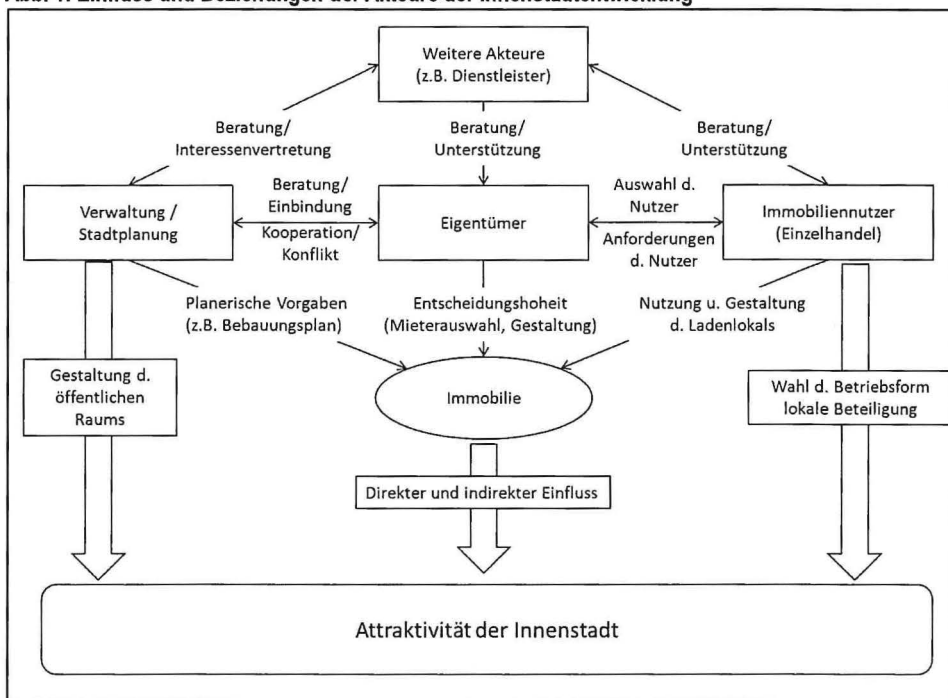 Weitere Akteure
(z.B. Dienstleister)
Beratung/
Interessenvertretung
Beratung/
Unterstützung
Beratung/
Unterstützung
Verwaltung /
Stadtplanung
Beratung/
Einbindung
Kooperation/
Konflikt
Eigentümer
Auswahl d.
Nutzer
Anforderungen
d. Nutzer
Immobiliennutzer
(Einzelhandel)
Planerische Vorgaben
(z.B. Bebauungsplan)
Entscheidungshoheit
(Mieterauswahl, Gestaltung)
Nutzung u. Gestaltung
d. Ladenlokals
Gestaltung d.
öffentlichen
Raums
Immobilie
Wahl d. Betriebsform
lokale Beteiligung
Direkter und indirekter Einfluss
Attraktivität der Innenstadt